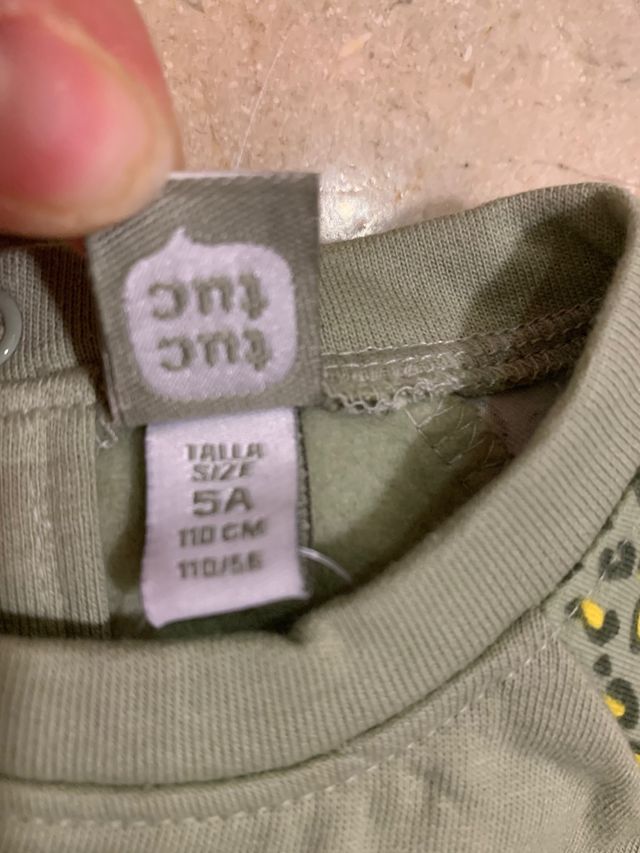 tuc
tuc
TALLA
SIZE
5A
110 CM
110/56